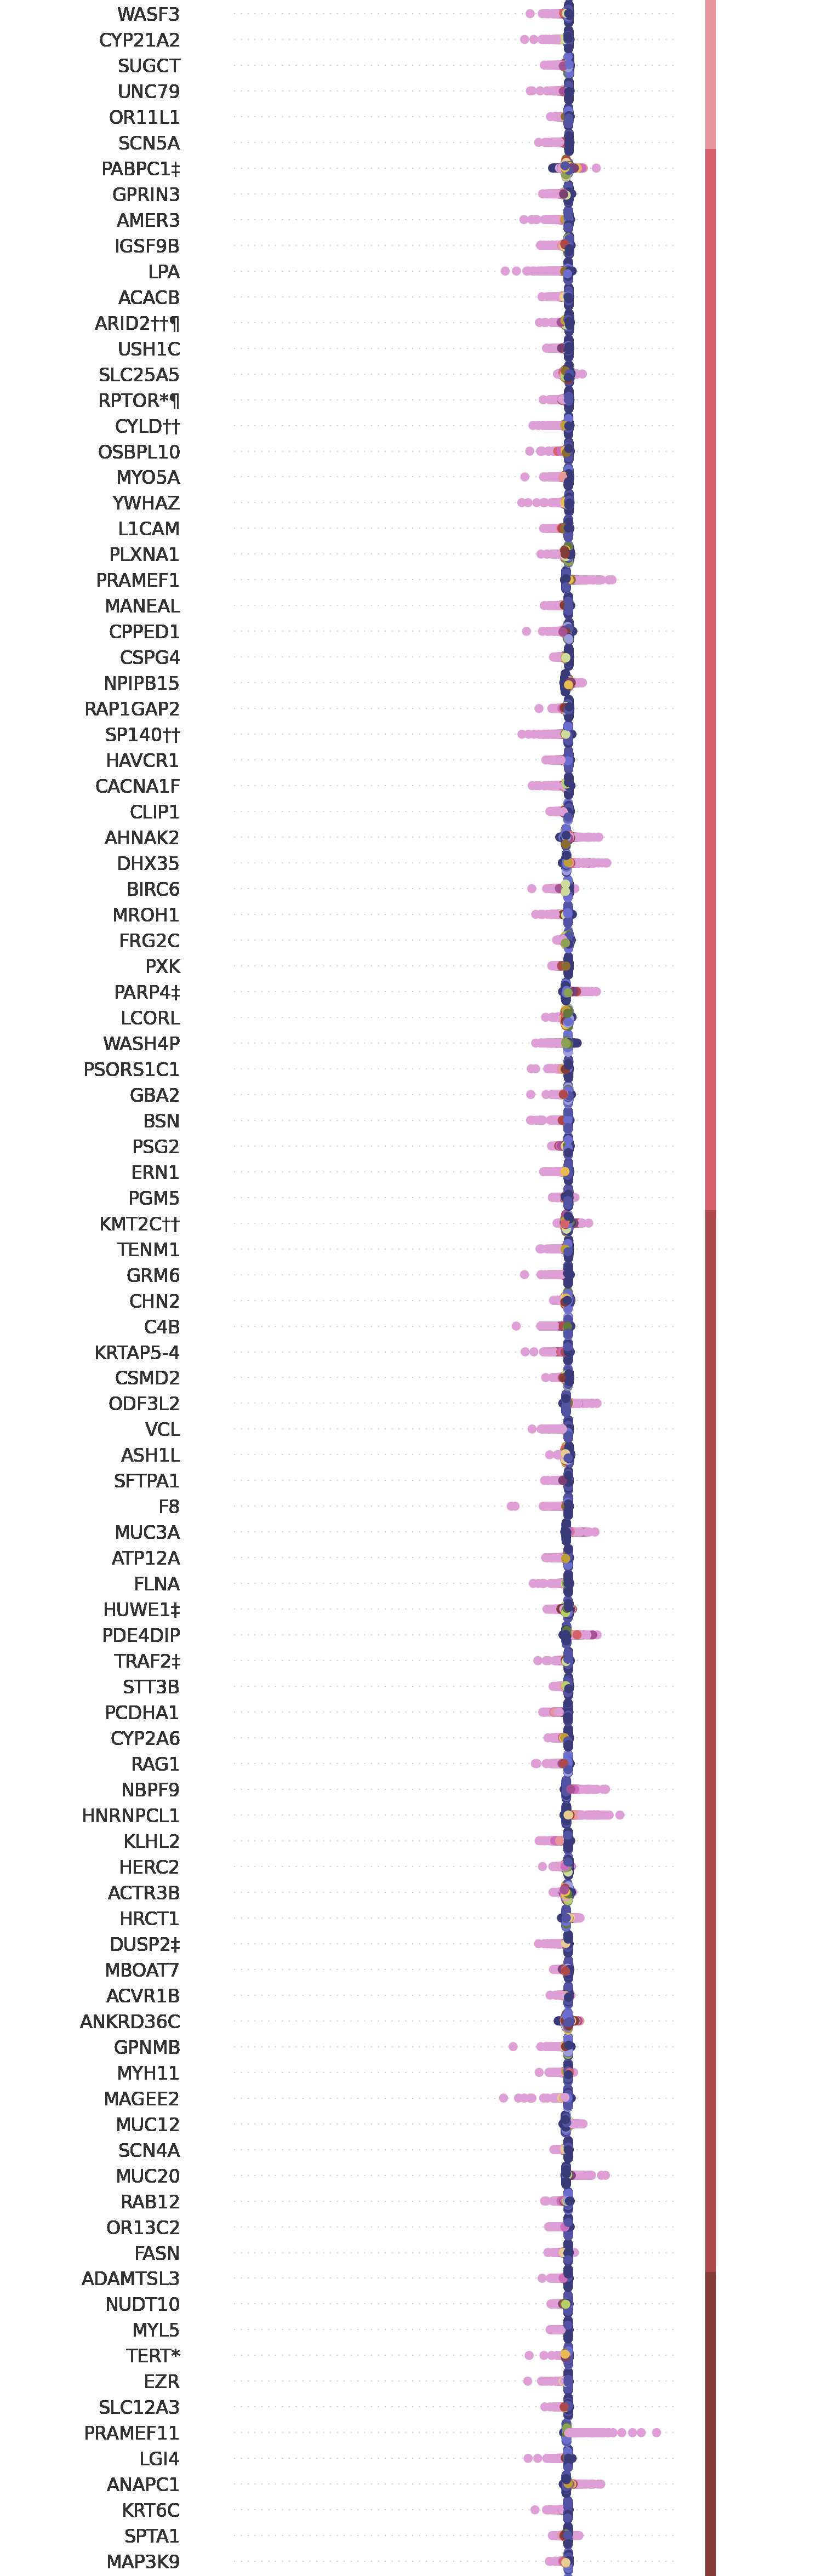 WASF3
CYP21A2
SUGCT
UNC79
OR11L1
SCN5A
PABPC1‡
GPRIN3
AMER3
IGSF9B
LPA
ACACB
ARID2††¶
USH1C
SLC25A5
RPTOR*¶
CYLD††
OSBPL10
MYO5A
YWHAZ
L1CAM
PLXNA1
PRAMEF1
MANEAL
CPPED1
CSPG4
NPIPB15
RAP1GAP2
SP140††
HAVCR1
CACNA1F
CLIP1
AHNAK2
DHX35
BIRC6
MROH1
FRG2C
PXK
PARP4‡
LCORL
WASH4P
PSORS1C1
GBA2
BSN
PSG2
ERN1
PGM5
KMT2C††
TENM1
GRM6
CHN2
C4B
KRTAP5-4
CSMD2
ODF3L2
VCL
ASH1L
SFTPA1
F8
MUC3A
ATP12A
FLNA
HUWE1‡
PDE4DIP
TRAF2‡
STT3B
PCDHA1
CYP2A6
RAG1
NBPF9
HNRNPCL1
KLHL2
HERC2
ACTR3B
HRCT1
DUSP2‡
MBOAT7
ACVR1B
ANKRD36C
GPNMB
MYH11
MAGEE2
MUC12
SCN4A
MUC20
RAB12
OR13C2
FASN
ADAMTSL3
NUDT10
MYL5
TERT*
EZR
SLC12A3
PRAMEF11
LGI4
ANAPC1
KRT6C
SPTA1
MAP3K9